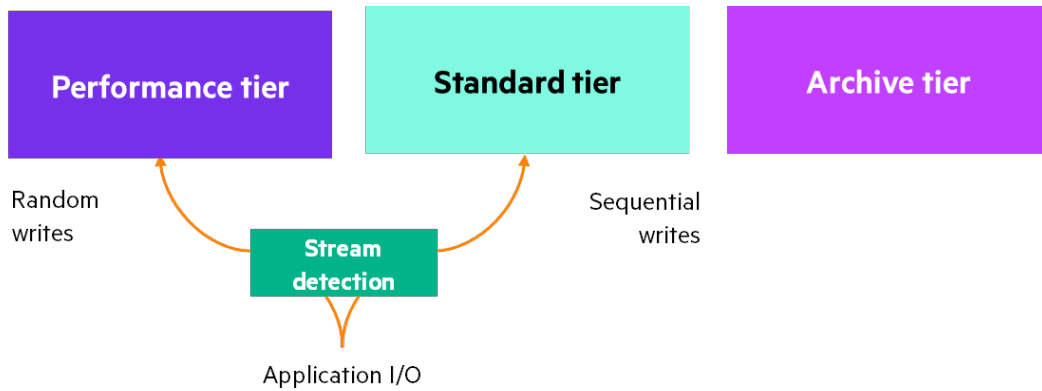 Performance tier
Standard tier
Archive tier
Random
writes
Sequential
writes
Stream
detection
Application I/O